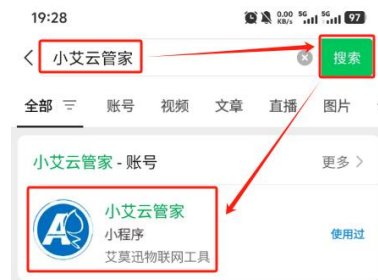 19:28 0.00 KB/s 5G 5G 97
小艾云管家 搜索
全部 账号 视频 文章 直播 图片
小艾云管家 - 账号 更多
小艾云管家
小程序 使用过
艾莫迅物联网工具